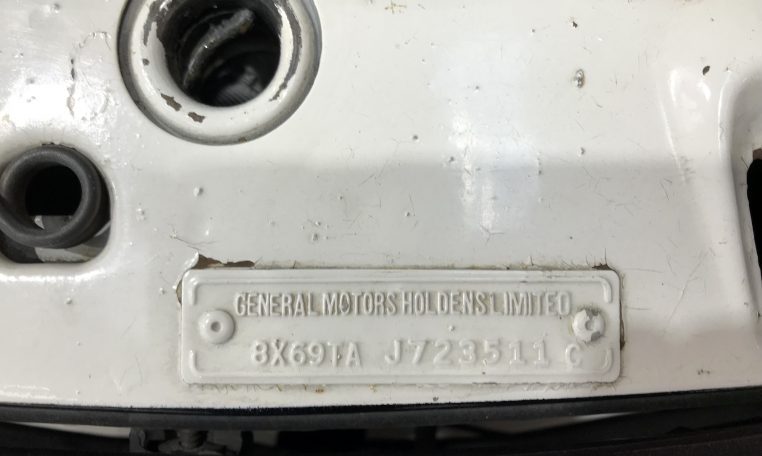 GENERAL MOTORS HOLDENS LIMITED
8X69TA J723511 C